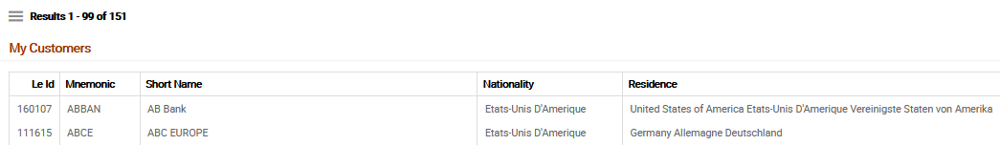 Results 1 - 99 of 151
My Customers
Le Id Mnemonic Short Name Nationality Residence
160107 ABBAN AB Bank Etats-Unis D'Amerique United States of America Etats-Unis D'Amerique Vereinigste Staten von Amerika
111615 ABCE ABC EUROPE Etats-Unis D'Amerique Germany Allemagne Deutschland